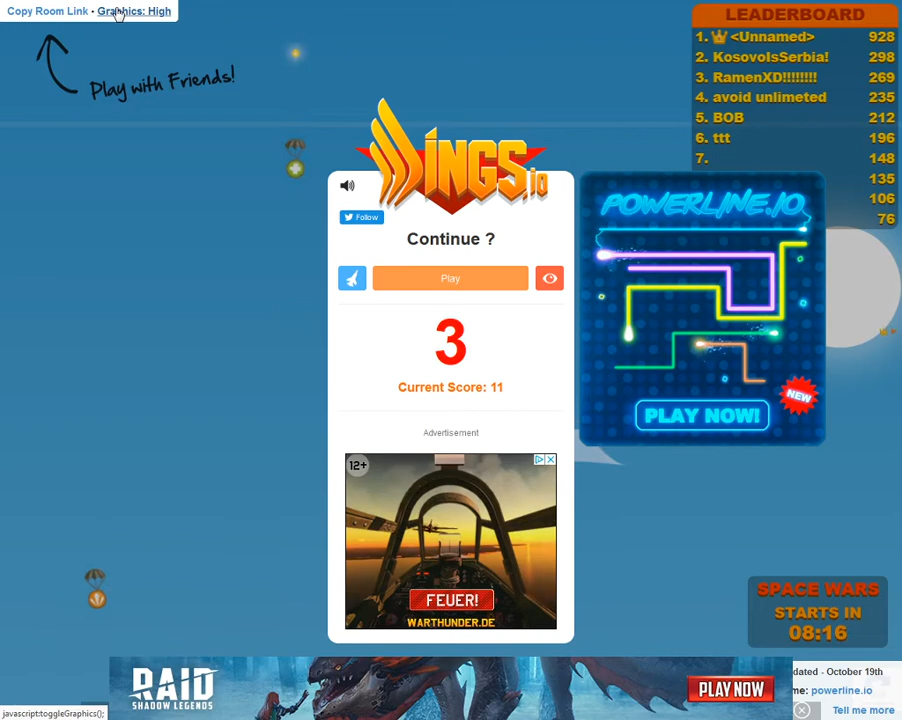 Copy Room Link • Graphics: High
Play with Friends!
LEADERBOARD
1. <Unnamed> 928
2. KosovoIsSerbia! 298
3. RamenXD!!!!!!!! 269
4. avoid unlimeted 235
5. BOB 212
6. ttt 196
7. 148
135
106
76
WINGS.io
Follow
Continue ?
Play
3
Current Score: 11
Advertisement
12+
FEUER!
WARTHUNDER.DE
POWERLINE.IO
NEW
PLAY NOW!
SPACE WARS
STARTS IN
08:16
RAID
SHADOW LEGENDS
PLAY NOW
dated - October 19th
me: powerline.io
Tell me more
javascript:toggleGraphics();